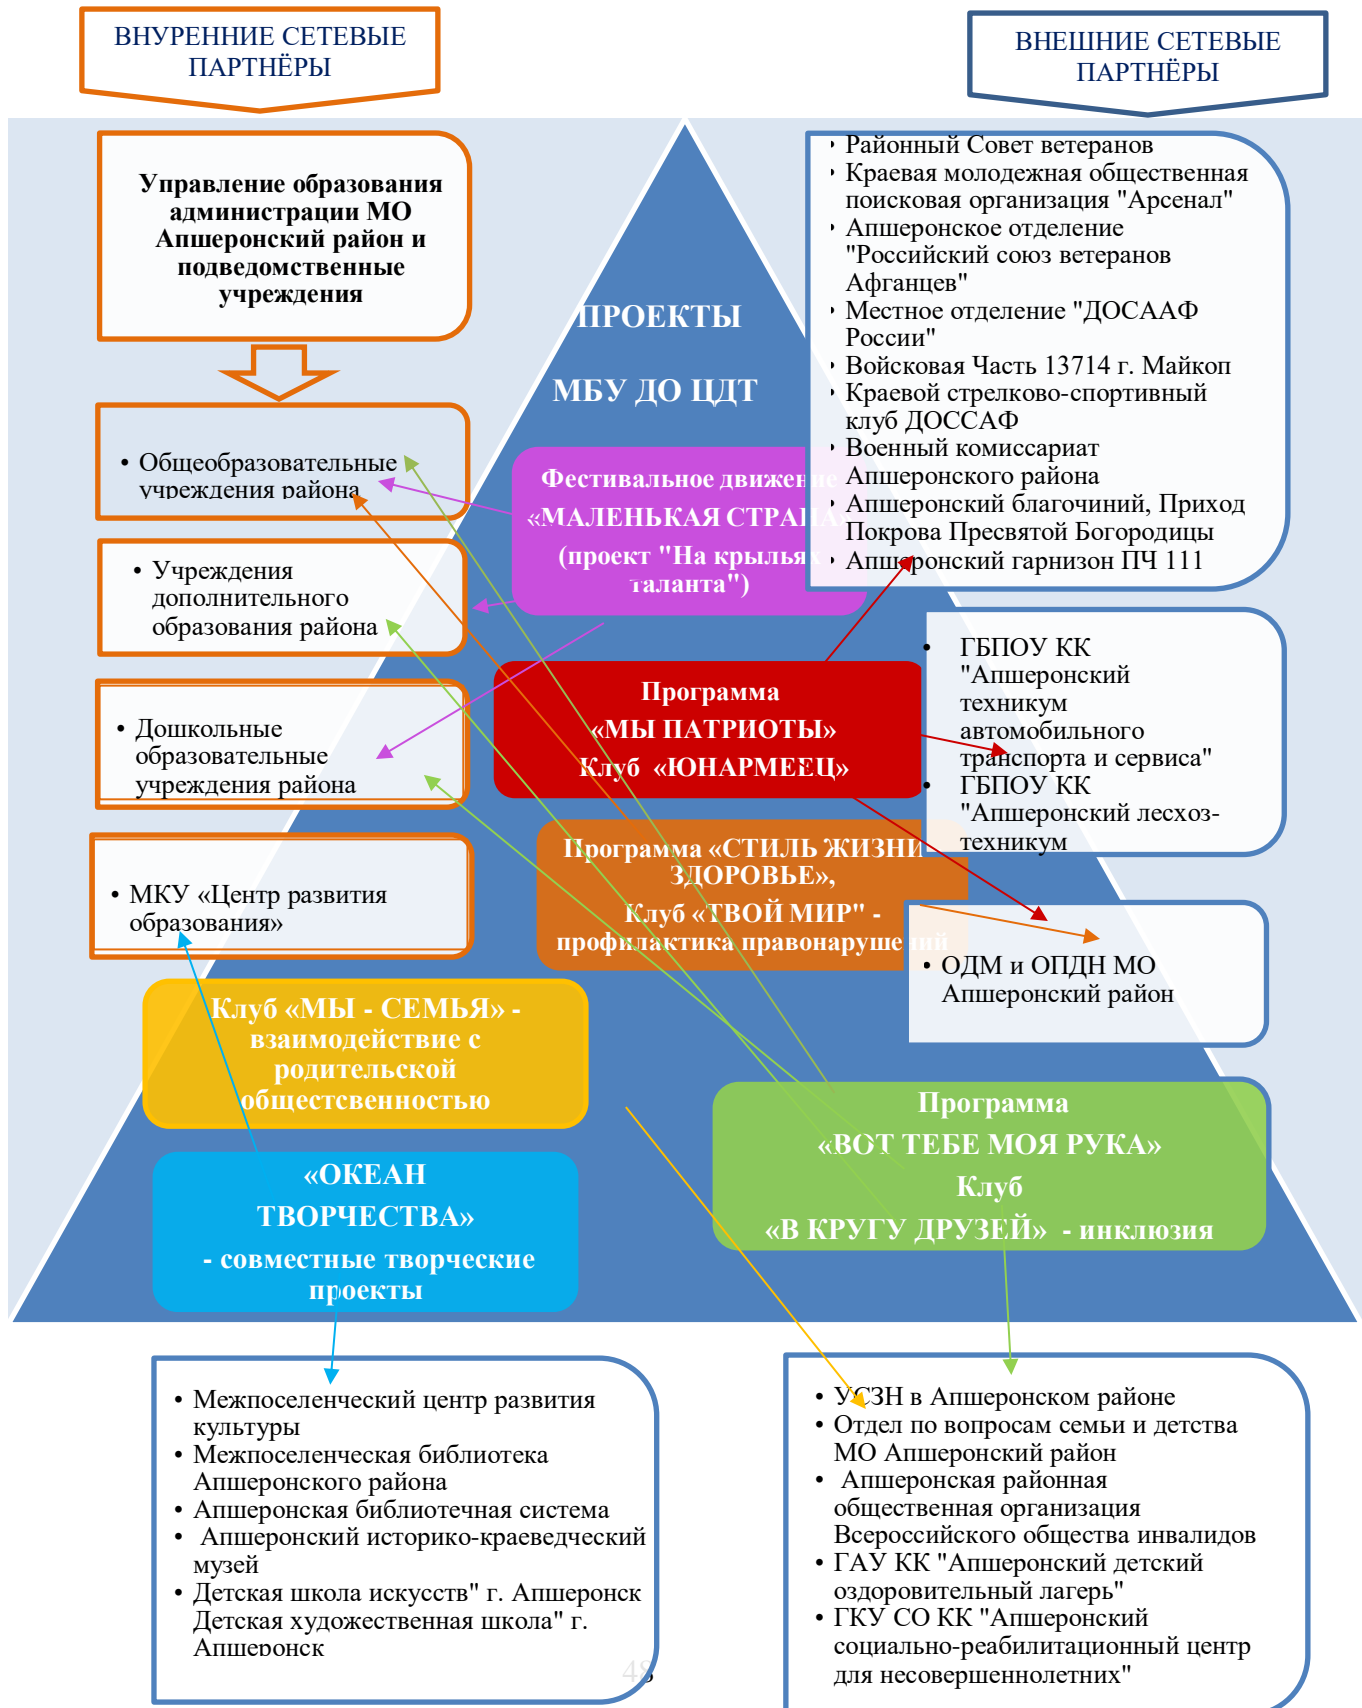 ВНУРЕННИЕ СЕТЕВЫЕ
ПАРТНЁРЫ
ВНЕШНИЕ СЕТЕВЫЕ
ПАРТНЁРЫ
Управление образования
администрации МО
Апшеронский район и
подведомственные
учреждения
• Общеобразовательные
учреждения района
• Учреждения
дополнительного
образования района
• Дошкольные
образовательные
учреждения района
• МКУ «Центр развития
образования»
ПРОЕКТЫ
МБУ ДО ЦДТ
Фестивальное движение
«МАЛЕНЬКАЯ СТРАНА»
(проект "На крыльях
таланта")
Программа
«МЫ ПАТРИОТЫ»
Клуб «ЮНАРМЕЕЦ»
Программа «СТИЛЬ ЖИЗНИ
ЗДОРОВЬЕ»,
Клуб «ТВОЙ МИР" -
профилактика правонарушений
Клуб «МЫ - СЕМЬЯ» -
взаимодействие с
родительской
общестсвенностью
«ОКЕАН
ТВОРЧЕСТВА»
- совместные творческие
проекты
Программа
«ВОТ ТЕБЕ МОЯ РУКА»
Клуб
«В КРУГУ ДРУЗЕЙ» - инклюзия
• Районный Совет ветеранов
• Краевая молодежная общественная
поисковая организация "Арсенал"
• Апшеронское отделение
"Российский союз ветеранов
Афганцев"
• Местное отделение "ДОСААФ
России"
• Войсковая Часть 13714 г. Майкоп
• Краевой стрелково-спортивный
клуб ДОССАФ
• Военный комиссариат
Апшеронского района
• Апшеронский благочиний, Приход
Покрова Пресвятой Богородицы
• Апшеронский гарнизон ПЧ 111
• ГБПОУ КК
"Апшеронский
техникум
автомобильного
транспорта и сервиса"
• ГБПОУ КК
"Апшеронский лесхоз-
техникум
• ОДМ и ОПДН МО
Апшеронский район
• Межпоселенческий центр развития
культуры
• Межпоселенческая библиотека
Апшеронского района
• Апшеронская библиотечная система
• Апшеронский историко-краеведческий
музей
• Детская школа искусств" г. Апшеронск
Детская художественная школа" г.
Апшеронск
• УСЗН в Апшеронском районе
• Отдел по вопросам семьи и детства
МО Апшеронский район
• Апшеронская районная
общественная организация
Всероссийского общества инвалидов
• ГАУ КК "Апшеронский детский
оздоровительный лагерь"
• ГКУ СО КК "Апшеронский
социально-реабилитационный центр
для несовершеннолетних"
48